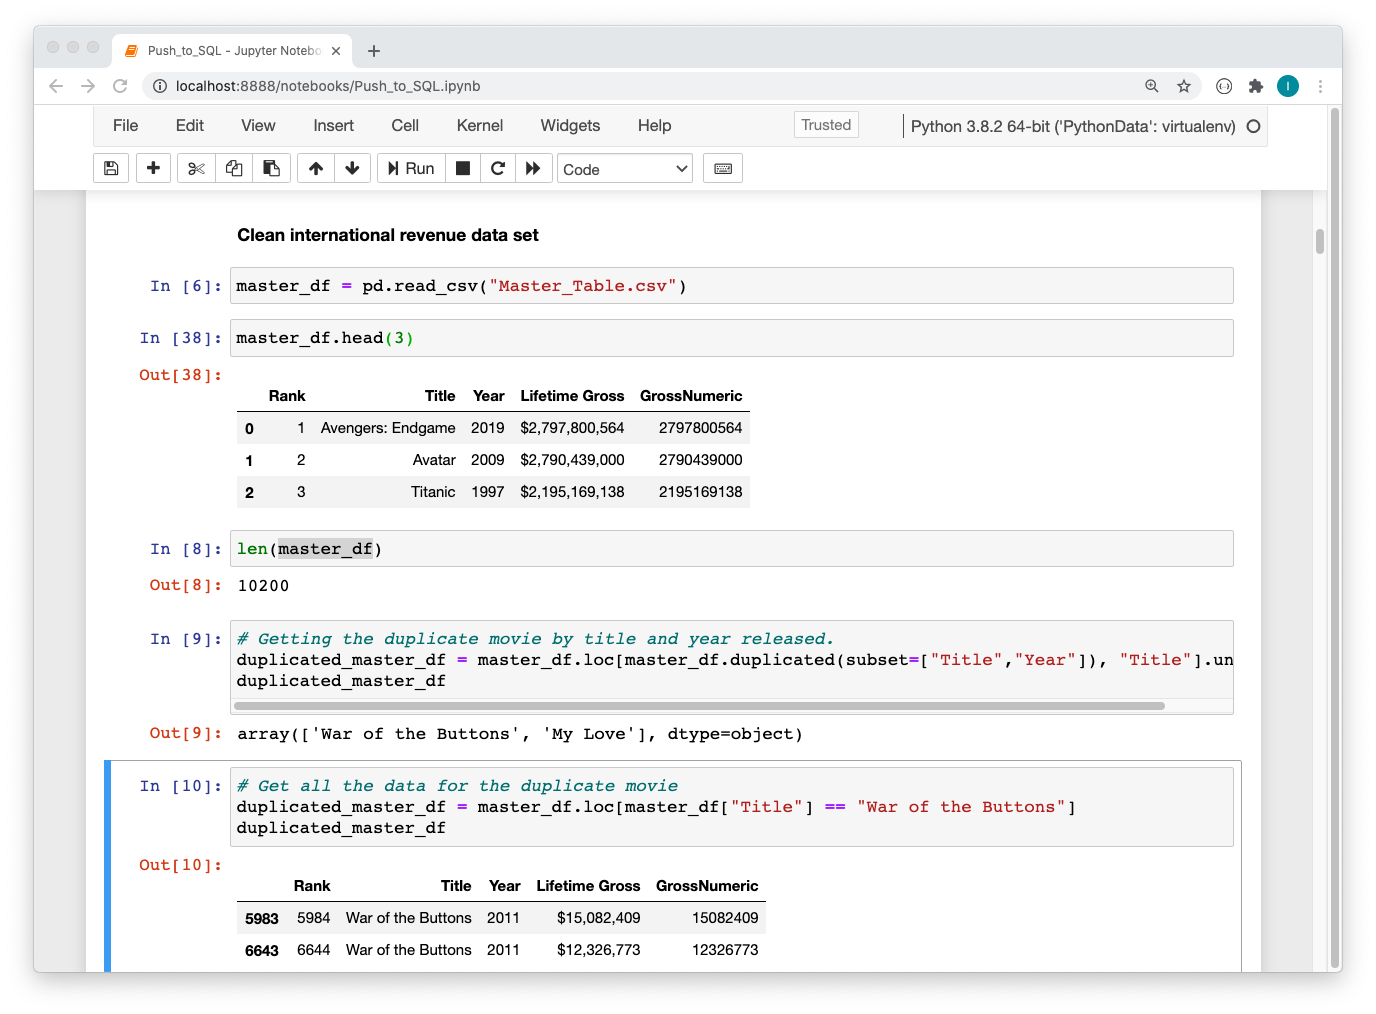 Push_to_SQL - Jupyter Notebo
localhost:8888/notebooks/Push_to_SQL.ipynb
I
File Edit View Insert Cell Kernel Widgets Help Trusted Python 3.8.2 64-bit ('PythonData': virtualenv)
Run Code
Clean international revenue data set
In [6]: master_df = pd.read_csv("Master_Table.csv")
In [38]: master_df.head(3)
Out[38]:
Rank Title Year Lifetime Gross GrossNumeric
0 1 Avengers: Endgame 2019 $2,797,800,564 2797800564
1 2 Avatar 2009 $2,790,439,000 2790439000
2 3 Titanic 1997 $2,195,169,138 2195169138
In [8]: len(master_df)
Out[8]: 10200
In [9]: # Getting the duplicate movie by title and year released.
duplicated_master_df = master_df.loc[master_df.duplicated(subset=["Title","Year"]), "Title"].un
duplicated_master_df
Out[9]: array(['War of the Buttons', 'My Love'], dtype=object)
In [10]: # Get all the data for the duplicate movie
duplicated_master_df = master_df.loc[master_df["Title"] == "War of the Buttons"]
duplicated_master_df
Out[10]:
Rank Title Year Lifetime Gross GrossNumeric
5983 5984 War of the Buttons 2011 $15,082,409 15082409
6643 6644 War of the Buttons 2011 $12,326,773 12326773